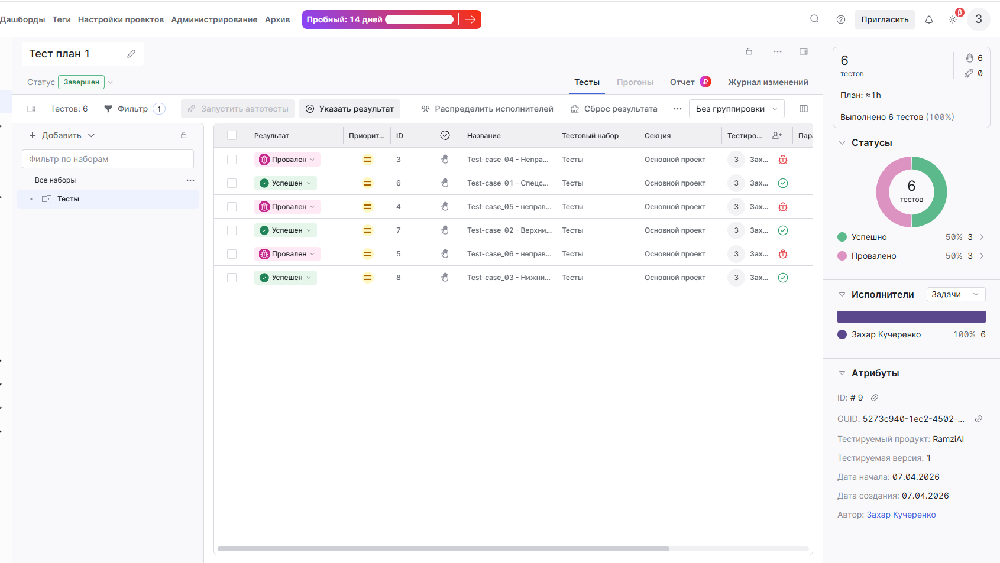 Дашборды Теги Настройки проектов Администрирование Архив Пробный: 14 дней Пригласить β З
Тест план 1
Статус Завершен
Тесты Прогоны Отчет ₽ Журнал изменений
Тестов: 6 Фильтр 1 Запустить автотесты Указать результат Распределить исполнителей Сброс результата Без группировки
Добавить
Фильтр по наборам
Все наборы
Тесты
Результат Приорит... ID Название Тестовый набор Секция Тестиро... Пар
Провален 3 Test-case_04 - Непра... Тесты Основной проект З Зах...
Успешен 6 Test-case_01 - Спецс... Тесты Основной проект З Зах...
Провален 4 Test-case_05 - неправ... Тесты Основной проект З Зах...
Успешен 7 Test-case_02 - Верхни... Тесты Основной проект З Зах...
Провален 5 Test-case_06 - неправ... Тесты Основной проект З Зах...
Успешен 8 Test-case_03 - Нижни... Тесты Основной проект З Зах...
6 6
тестов 0
План: ≈1h
Выполнено 6 тестов (100%)
Статусы
6
тестов
Успешно 50% 3
Провалено 50% 3
Исполнители Задачи
Захар Кучеренко 100% 6
Атрибуты
ID: # 9
GUID: 5273c940-1ec2-4502-...
Тестируемый продукт: RamziAI
Тестируемая версия: 1
Дата начала: 07.04.2026
Дата создания: 07.04.2026
Автор: Захар Кучеренко